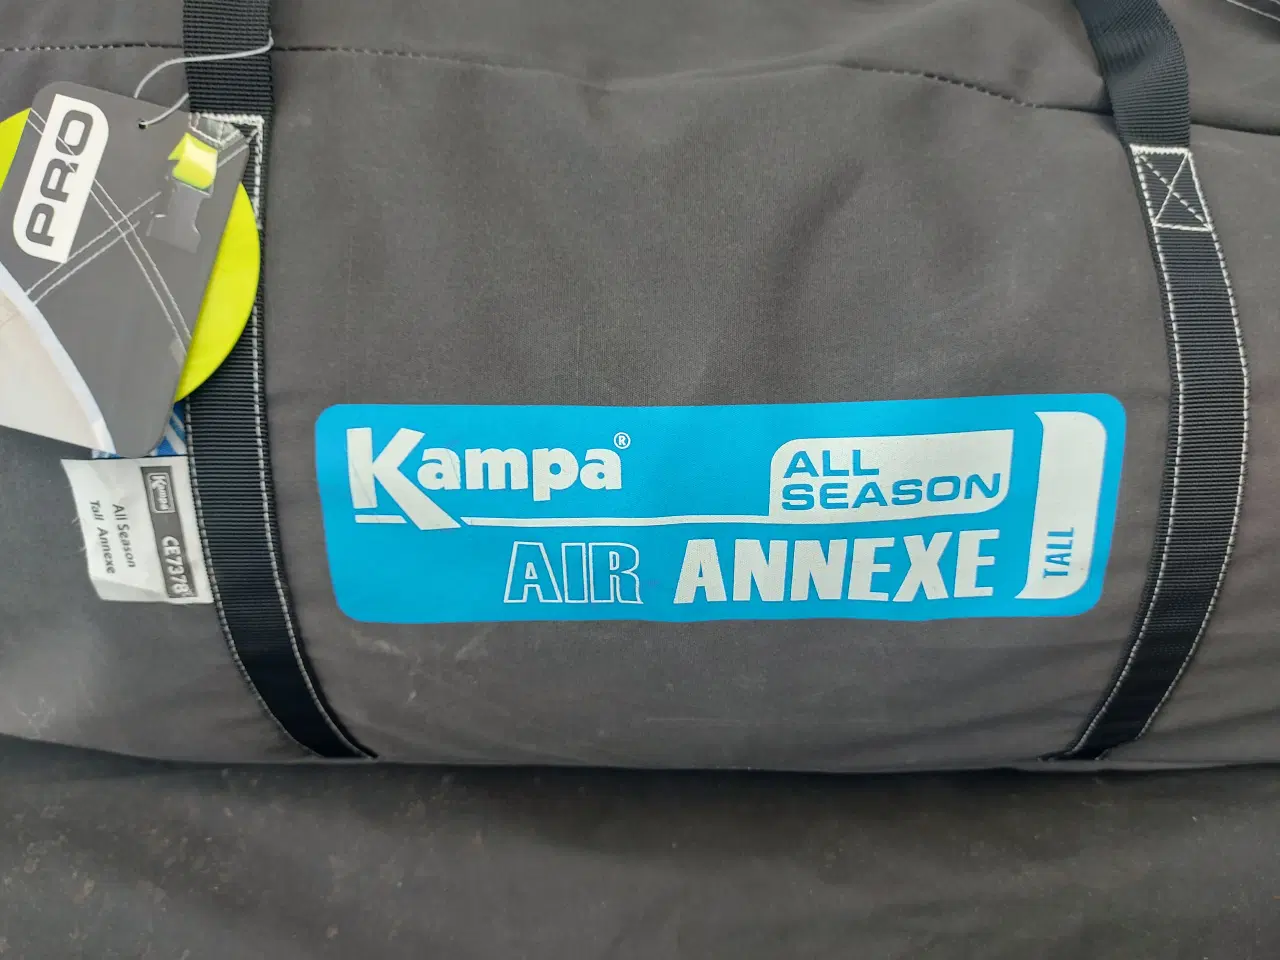 PRO
Kampa®
ALL
SEASON
AIR ANNEXE
TALL
Kampa
CE7378
All Season
Tall Annexe